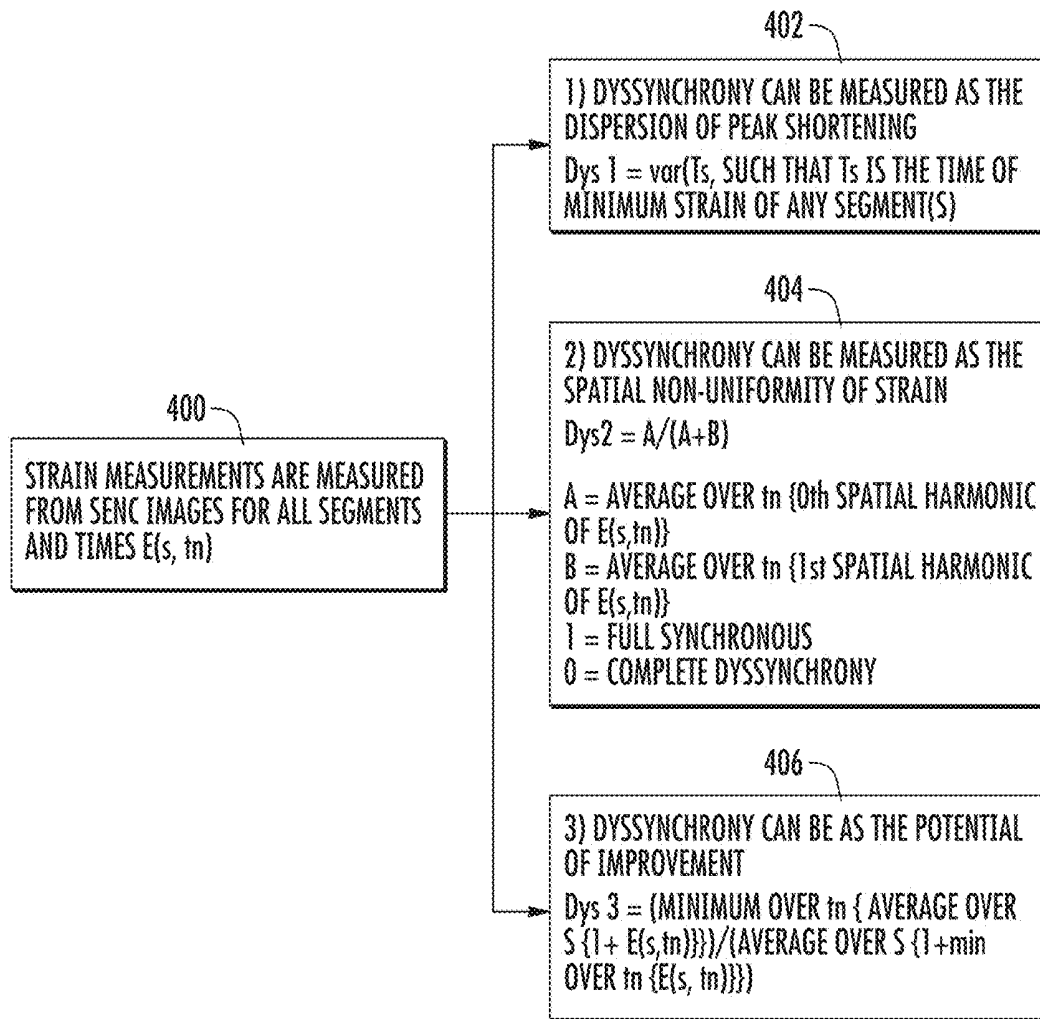 402
1) DYSSYNCHRONY CAN BE MEASURED AS THE
DISPERSION OF PEAK SHORTENING
Dys 1 = var(Ts, SUCH THAT Ts IS THE TIME OF
MINIMUM STRAIN OF ANY SEGMENT(S)
404
2) DYSSYNCHRONY CAN BE MEASURED AS THE
SPATIAL NON-UNIFORMITY OF STRAIN
Dys2 = A/(A+B)
A = AVERAGE OVER tn {0th SPATIAL HARMONIC
OF E(s,tn)}
B = AVERAGE OVER tn {1st SPATIAL HARMONIC
OF E(s,tn)}
1 = FULL SYNCHRONOUS
0 = COMPLETE DYSSYNCHRONY
400
STRAIN MEASUREMENTS ARE MEASURED
FROM SENC IMAGES FOR ALL SEGMENTS
AND TIMES E(s, tn)
406
3) DYSSYNCHRONY CAN BE AS THE POTENTIAL
OF IMPROVEMENT
Dys 3 = (MINIMUM OVER tn { AVERAGE OVER
S {1+ E(s,tn)}})/(AVERAGE OVER S {1+min
OVER tn {E(s, tn)}})